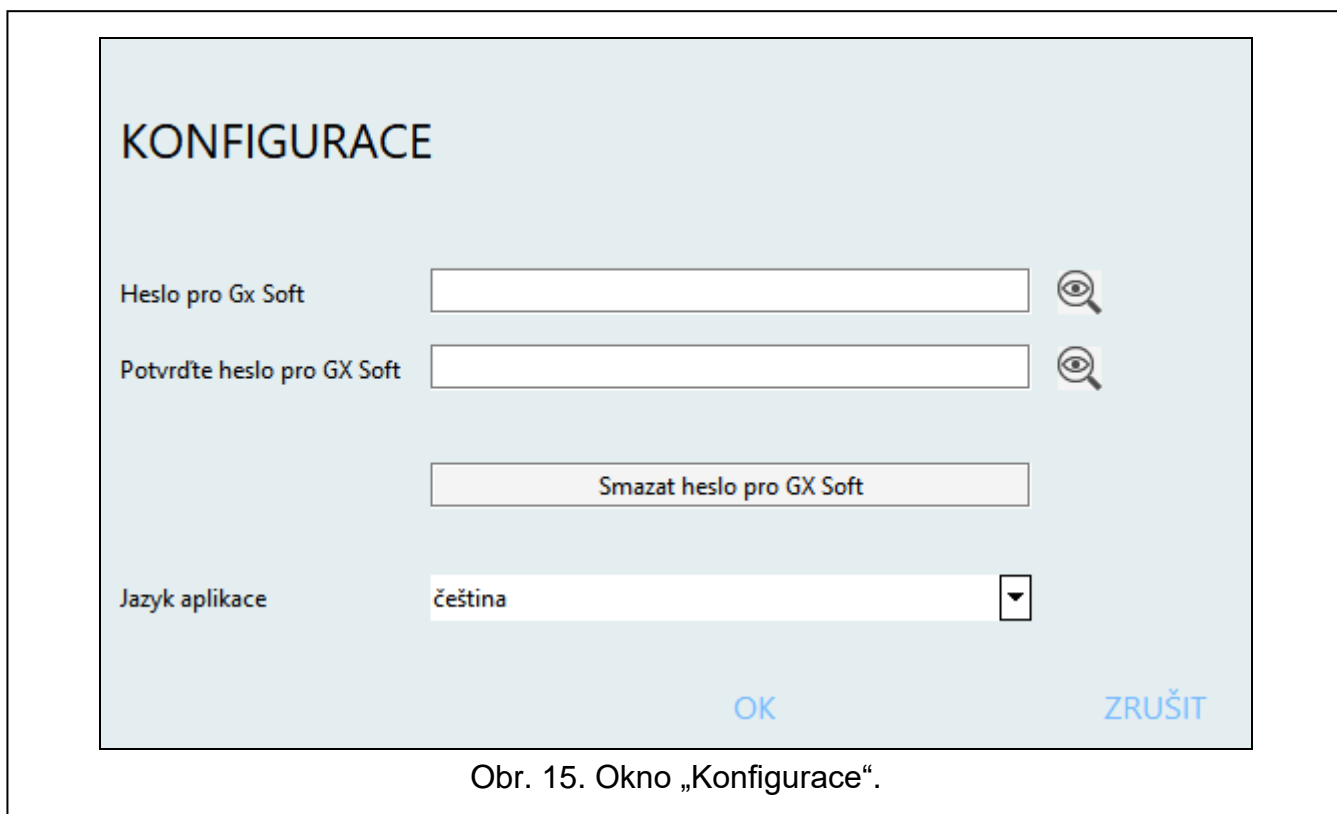 KONFIGURACE
Heslo pro Gx Soft
Potvrďte heslo pro GX Soft
Smazat heslo pro GX Soft
Jazyk aplikace čeština
OK ZRUŠIT
Obr. 15. Okno „Konfigurace“.